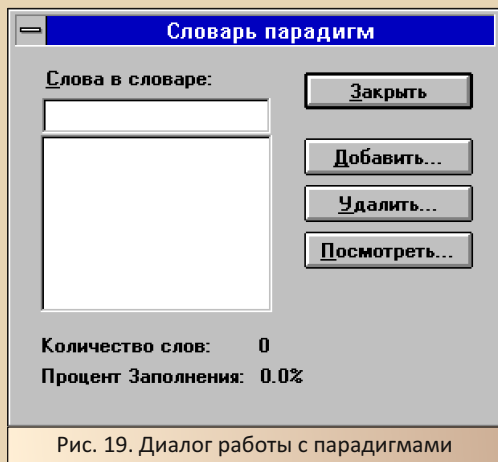 Словарь парадигм
Слова в словаре:
Закрыть
Добавить...
Удалить...
Посмотреть...
Количество слов: 0
Процент Заполнения: 0.0%
Рис. 19. Диалог работы с парадигмами